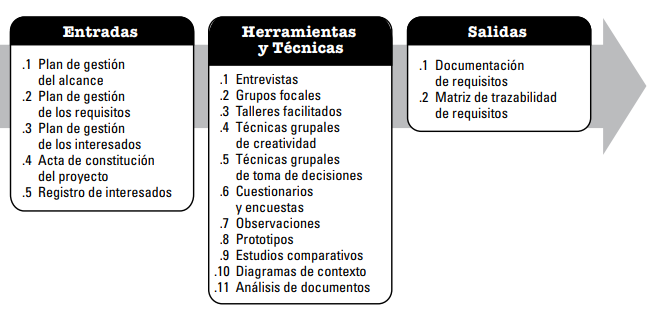 Entradas
.1 Plan de gestión
del alcance
.2 Plan de gestión
de los requisitos
.3 Plan de gestión
de los interesados
.4 Acta de constitución
del proyecto
.5 Registro de interesados
Herramientas
y Técnicas
.1 Entrevistas
.2 Grupos focales
.3 Talleres facilitados
.4 Técnicas grupales
de creatividad
.5 Técnicas grupales
de toma de decisiones
.6 Cuestionarios
y encuestas
.7 Observaciones
.8 Prototipos
.9 Estudios comparativos
.10 Diagramas de contexto
.11 Análisis de documentos
Salidas
.1 Documentación
de requisitos
.2 Matriz de trazabilidad
de requisitos